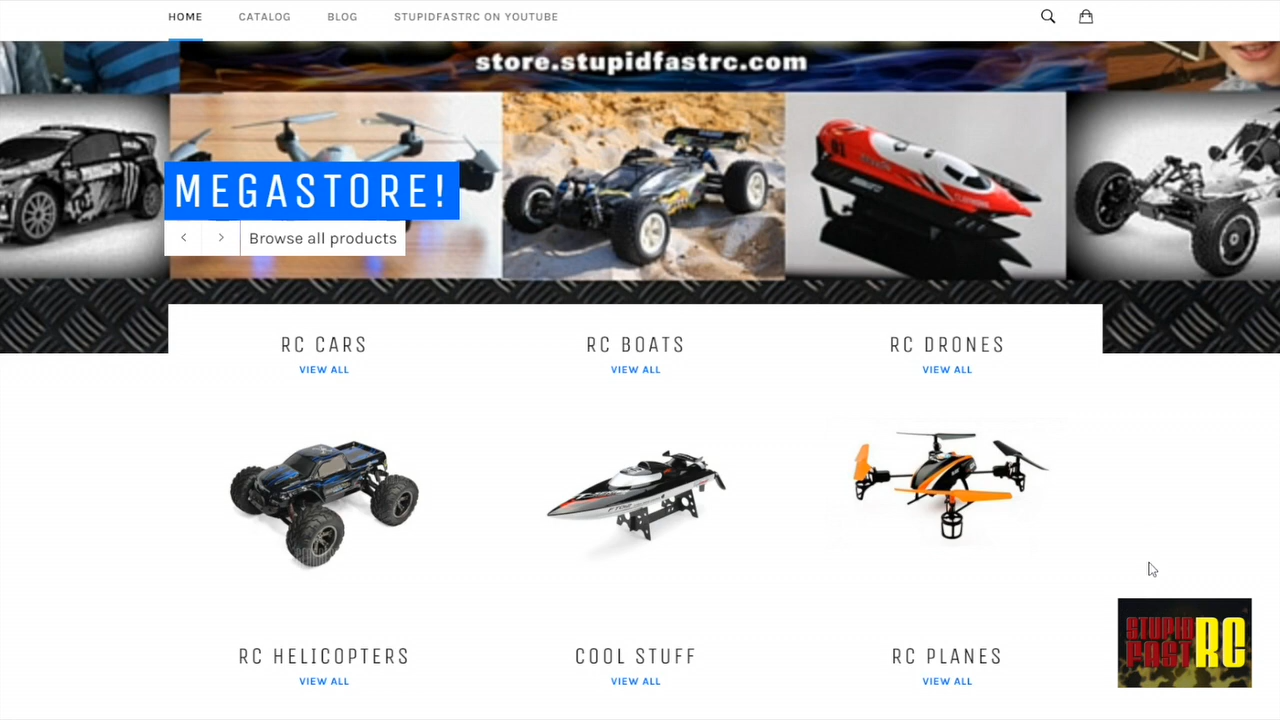 HOME CATALOG BLOG STUPIDFASTRC ON YOUTUBE
store.stupidfastrc.com
MEGASTORE!
Browse all products
RC CARS RC BOATS RC DRONES
VIEW ALL VIEW ALL VIEW ALL
RC HELICOPTERS COOL STUFF RC PLANES
VIEW ALL VIEW ALL VIEW ALL
STUPID
FAST RC